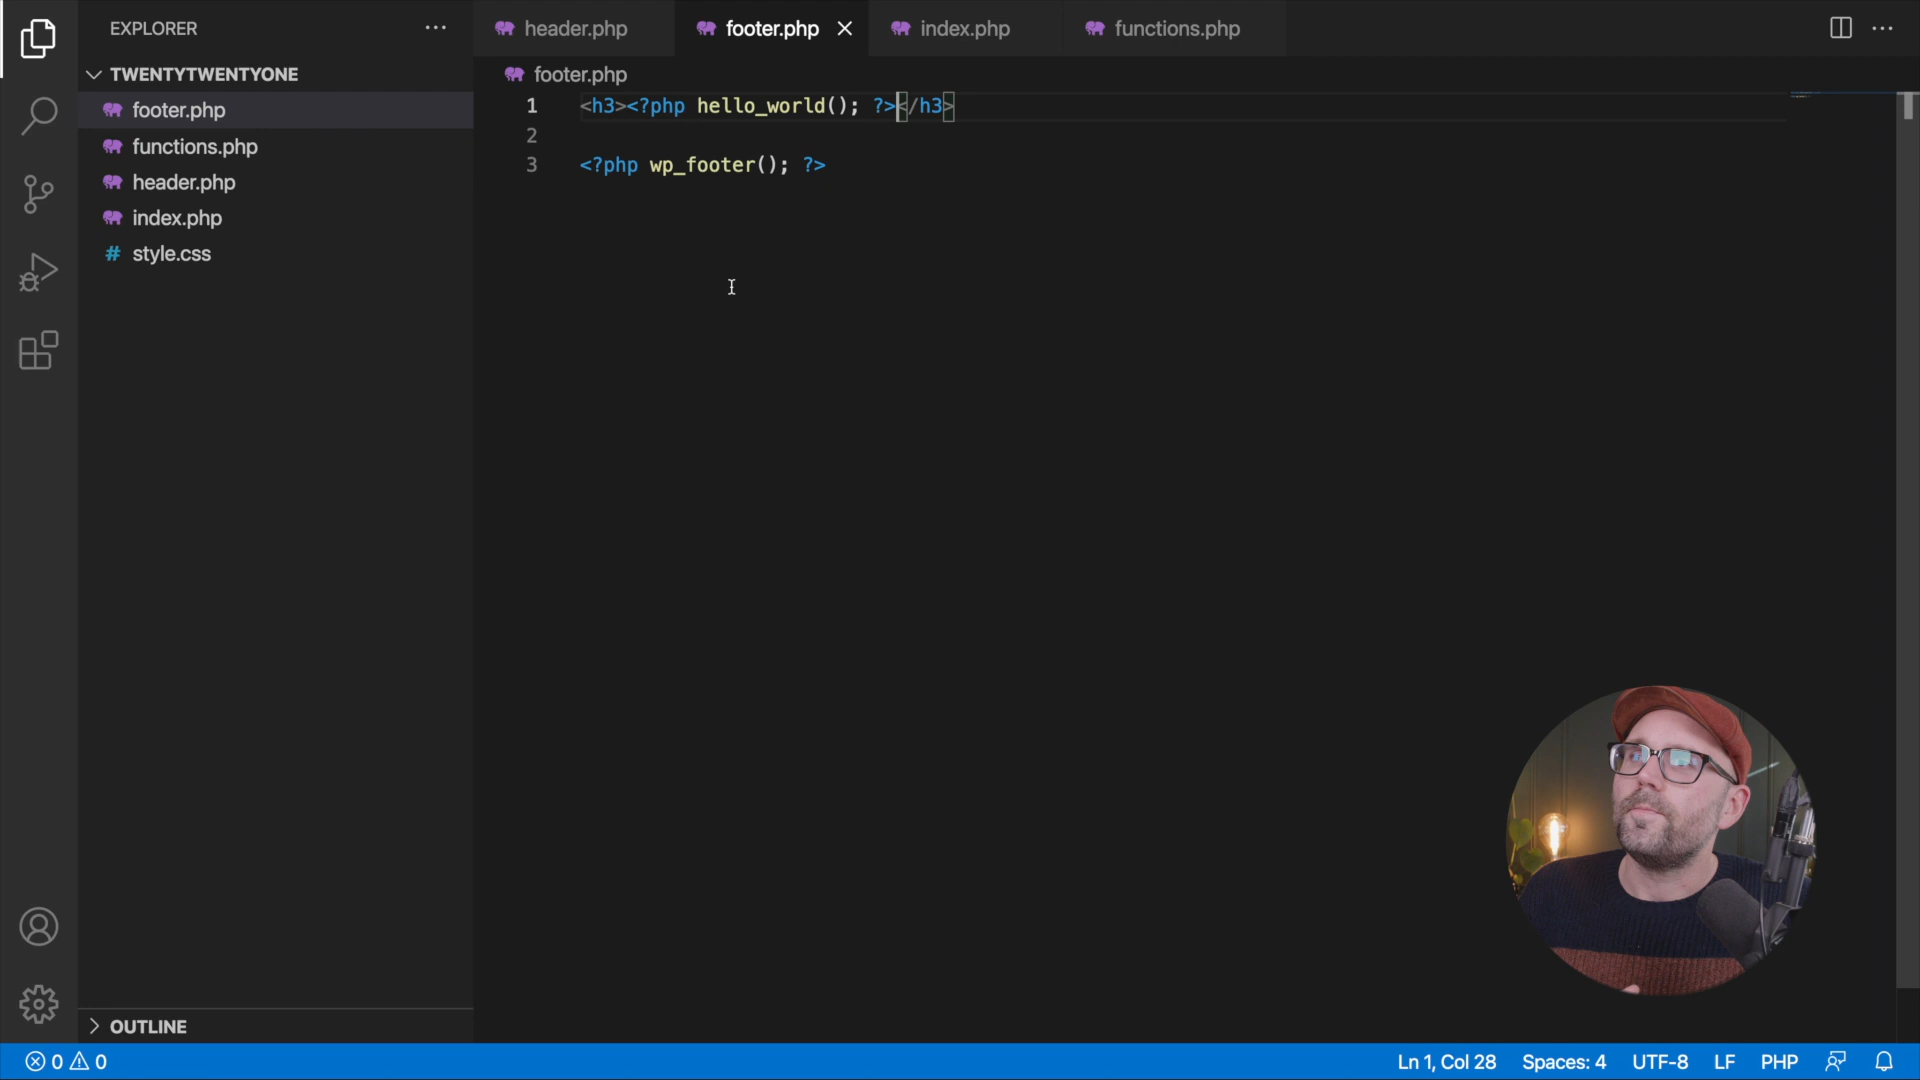 EXPLORER
TWENTYTWENTYONE
footer.php
functions.php
header.php
index.php
# style.css
OUTLINE
header.php
footer.php
index.php
functions.php
footer.php
1 <h3><?php hello_world(); ?></h3>
2
3 <?php wp_footer(); ?>
0 0
Ln 1, Col 28 Spaces: 4 UTF-8 LF PHP